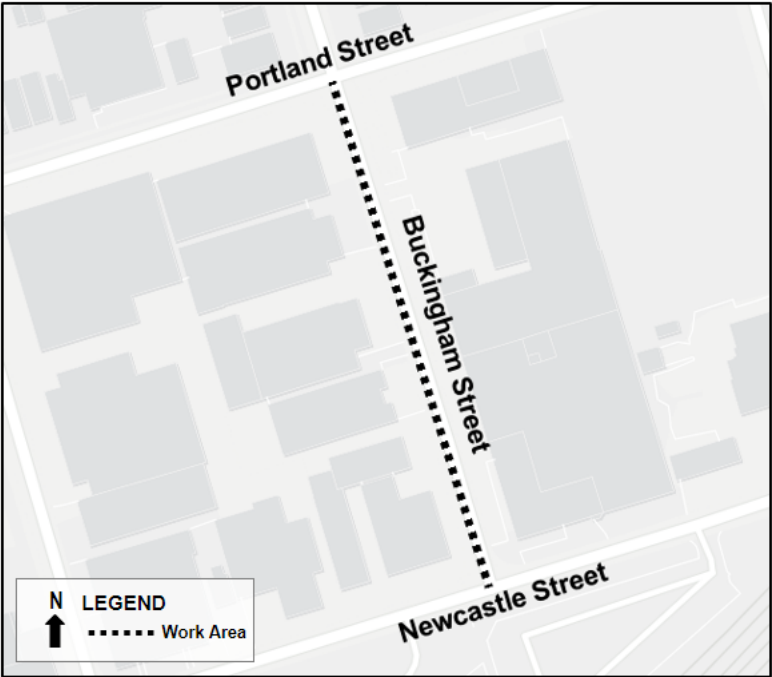 Portland Street
Buckingham Street
Newcastle Street
N LEGEND
Work Area